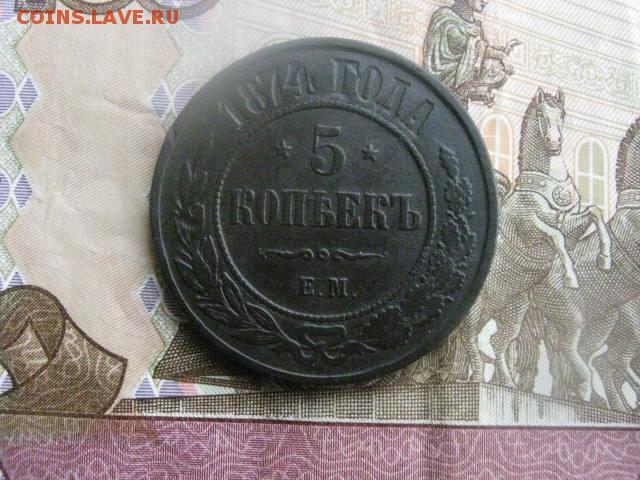 COINS.LAVE.RU
1874 ГОДА
5
КОПѢЕКЪ
Е.М.